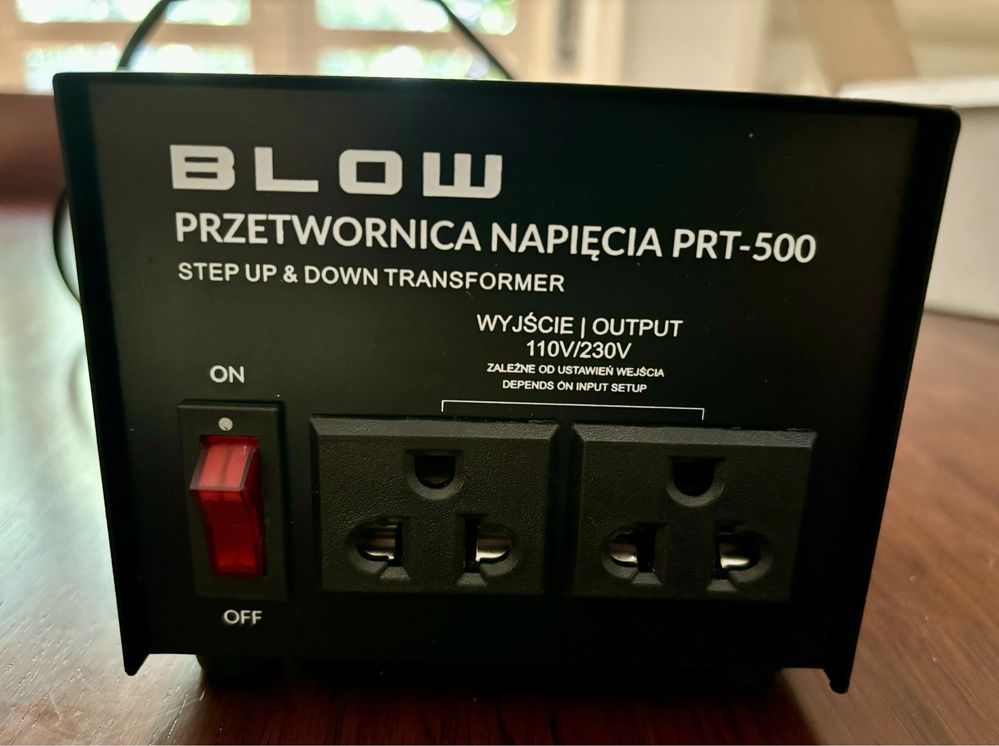 BLOW
PRZETWORNICA NAPIĘCIA PRT-500
STEP UP & DOWN TRANSFORMER
WYJŚCIE | OUTPUT
110V/230V
ZALEŻNE OD USTAWIEŃ WEJŚCIA
DEPENDS ON INPUT SETUP
ON
OFF